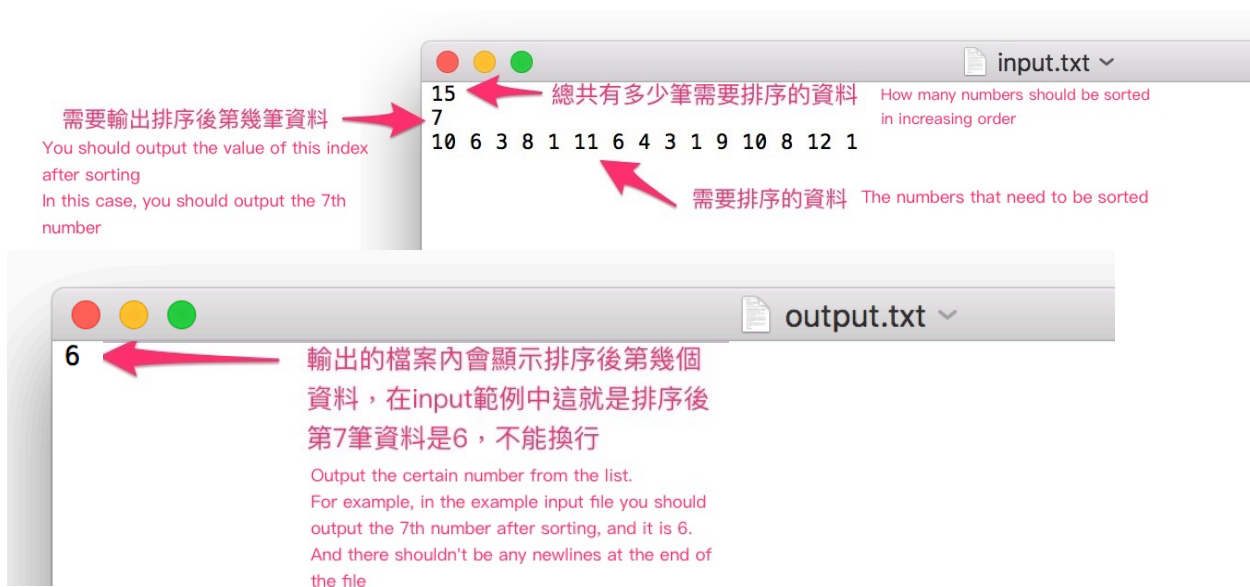 input.txt
15
總共有多少筆需要排序的資料
How many numbers should be sorted
in increasing order
需要輸出排序後第幾筆資料
7
You should output the value of this index
after sorting
In this case, you should output the 7th
number
10 6 3 8 1 11 6 4 3 1 9 10 8 12 1
需要排序的資料
The numbers that need to be sorted
output.txt
6
輸出的檔案內會顯示排序後第幾個
資料，在input範例中這就是排序後
第7筆資料是6，不能換行
Output the certain number from the list.
For example, in the example input file you should
output the 7th number after sorting, and it is 6.
And there shouldn't be any newlines at the end of
the file